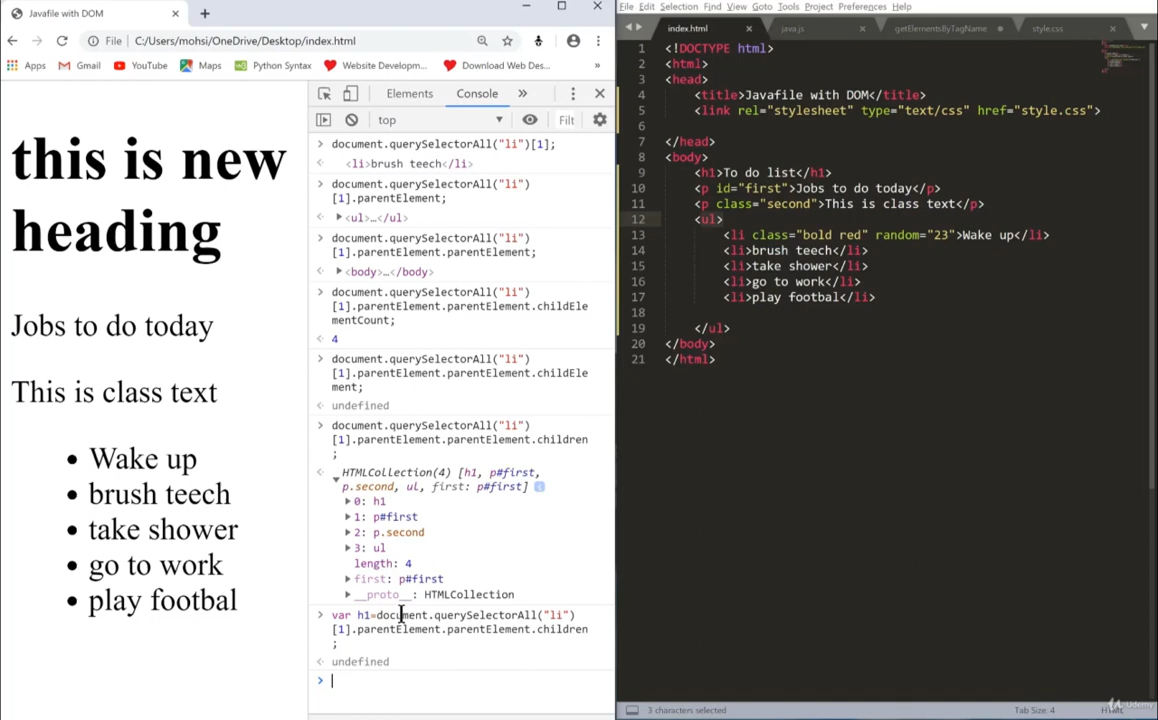 Javafile with DOM
File C:/Users/mohsi/OneDrive/Desktop/index.html
Apps Gmail YouTube Maps Python Syntax Website Developm... Download Web Des... »
this is new
heading
Jobs to do today
This is class text
• Wake up
• brush teech
• take shower
• go to work
• play footbal
Elements Console »
top Filt
document.querySelectorAll("li")[1];
<li>brush teech</li>
document.querySelectorAll("li")
[1].parentElement;
<ul>…</ul>
document.querySelectorAll("li")
[1].parentElement.parentElement;
<body>…</body>
document.querySelectorAll("li")
[1].parentElement.parentElement.childEle
mentCount;
4
document.querySelectorAll("li")
[1].parentElement.parentElement.childEle
ment;
undefined
document.querySelectorAll("li")
[1].parentElement.parentElement.children
;
HTMLCollection(4) [h1, p#first,
p.second, ul, first: p#first]
0: h1
1: p#first
2: p.second
3: ul
length: 4
first: p#first
__proto__: HTMLCollection
var h1=document.querySelectorAll("li")
[1].parentElement.parentElement.children
;
undefined
File Edit Selection Find View Goto Tools Project Preferences Help
index.html java.js getElementsByTagName style.css
1 <!DOCTYPE html>
2 <html>
3 <head>
4 <title>Javafile with DOM</title>
5 <link rel="stylesheet" type="text/css" href="style.css">
6
7 </head>
8 <body>
9 <h1>To do list</h1>
10 <p id="first">Jobs to do today</p>
11 <p class="second">This is class text</p>
12 <ul>
13 <li class="bold red" random="23">Wake up</li>
14 <li>brush teech</li>
15 <li>take shower</li>
16 <li>go to work</li>
17 <li>play footbal</li>
18
19 </ul>
20 </body>
21 </html>
3 characters selected Tab Size: 4
Udemy